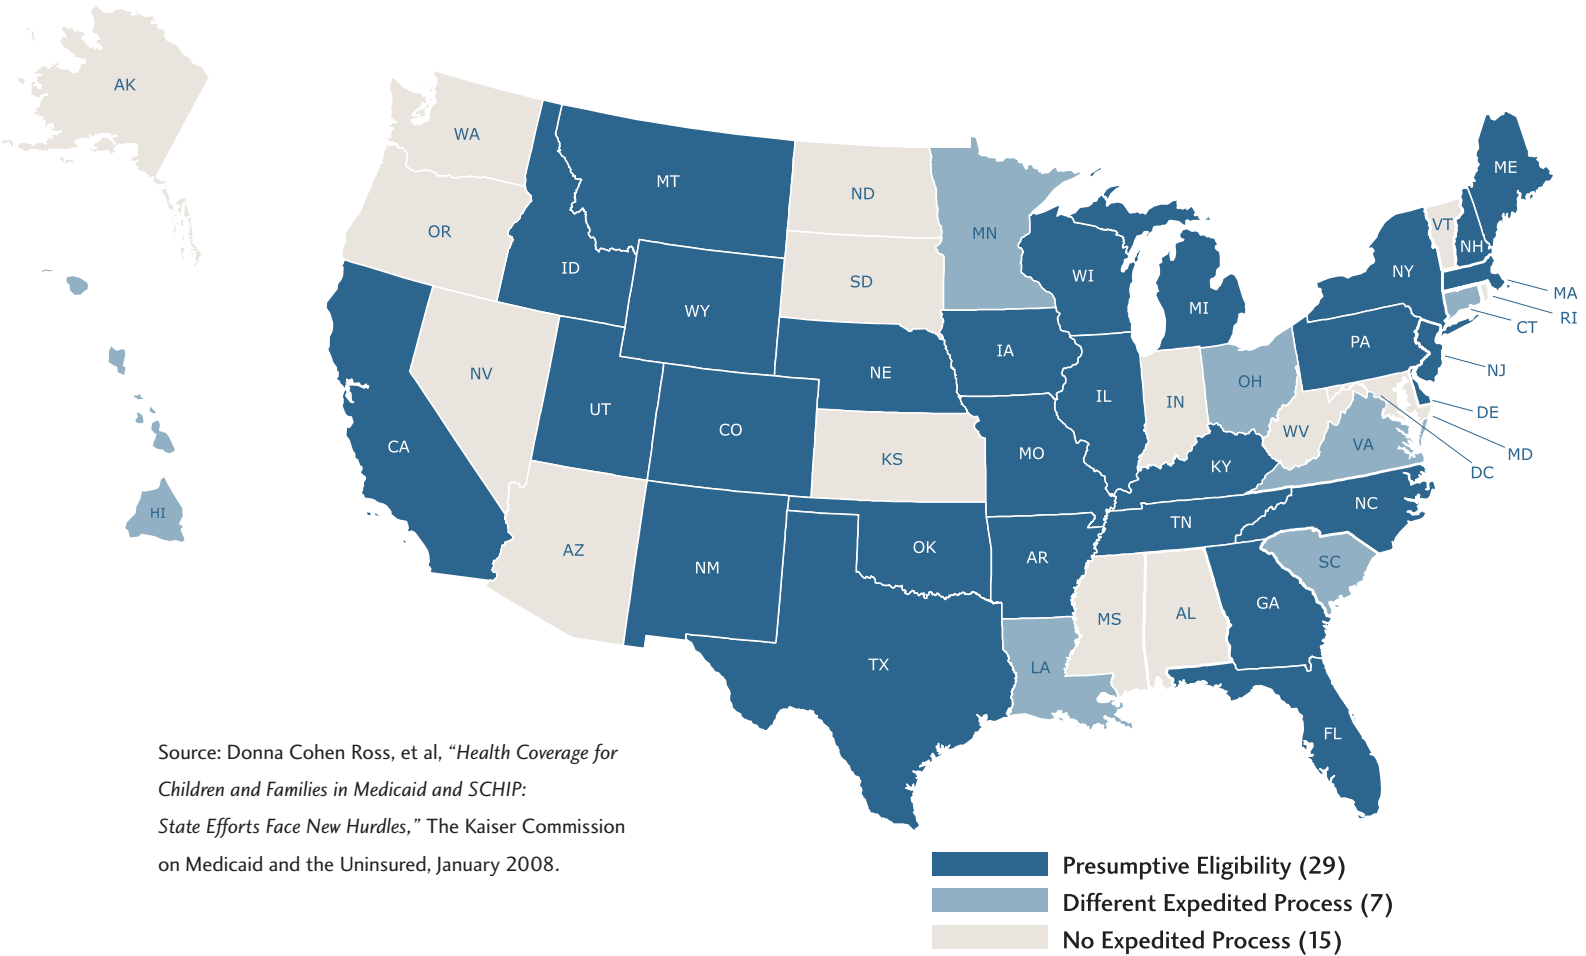 AK
WA
MT
ND
MN
ME
VT
NH
OR
ID
SD
WI
NY
WY
MI
MA
RI
CT
IA
PA
NE
NV
OH
NJ
UT
IL
IN
DE
CO
WV
VA
CA
KS
MO
KY
MD
DC
HI
NC
TN
AZ
OK
AR
SC
NM
GA
MS
AL
TX
LA
FL
Source: Donna Cohen Ross, et al, “Health Coverage for
Children and Families in Medicaid and SCHIP:
State Efforts Face New Hurdles,” The Kaiser Commission
on Medicaid and the Uninsured, January 2008.
Presumptive Eligibility (29)
Different Expedited Process (7)
No Expedited Process (15)